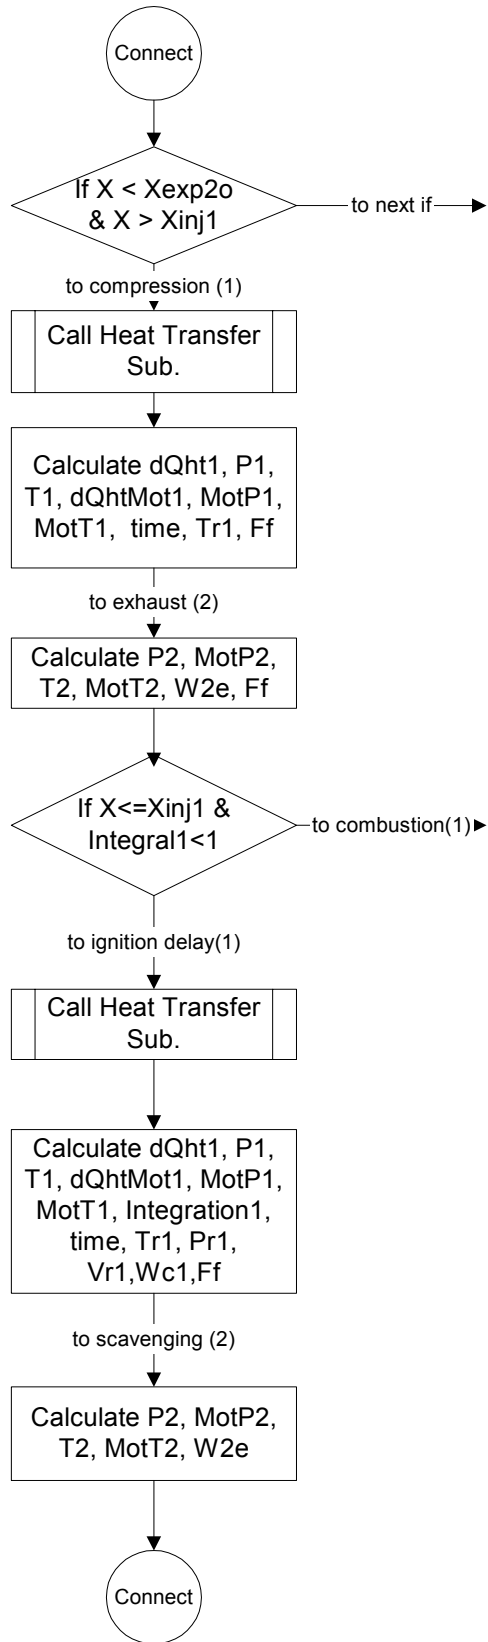 Connect
If X < Xexp2o
& X > Xinj1
to next if
to compression (1)
Call Heat Transfer
Sub.
Calculate dQht1, P1,
T1, dQhtMot1, MotP1,
MotT1, time, Tr1, Ff
to exhaust (2)
Calculate P2, MotP2,
T2, MotT2, W2e, Ff
If X<=Xinj1 &
Integral1<1
to combustion(1)
to ignition delay(1)
Call Heat Transfer
Sub.
Calculate dQht1, P1,
T1, dQhtMot1, MotP1,
MotT1, Integration1,
time, Tr1, Pr1,
Vr1,Wc1,Ff
to scavenging (2)
Calculate P2, MotP2,
T2, MotT2, W2e
Connect